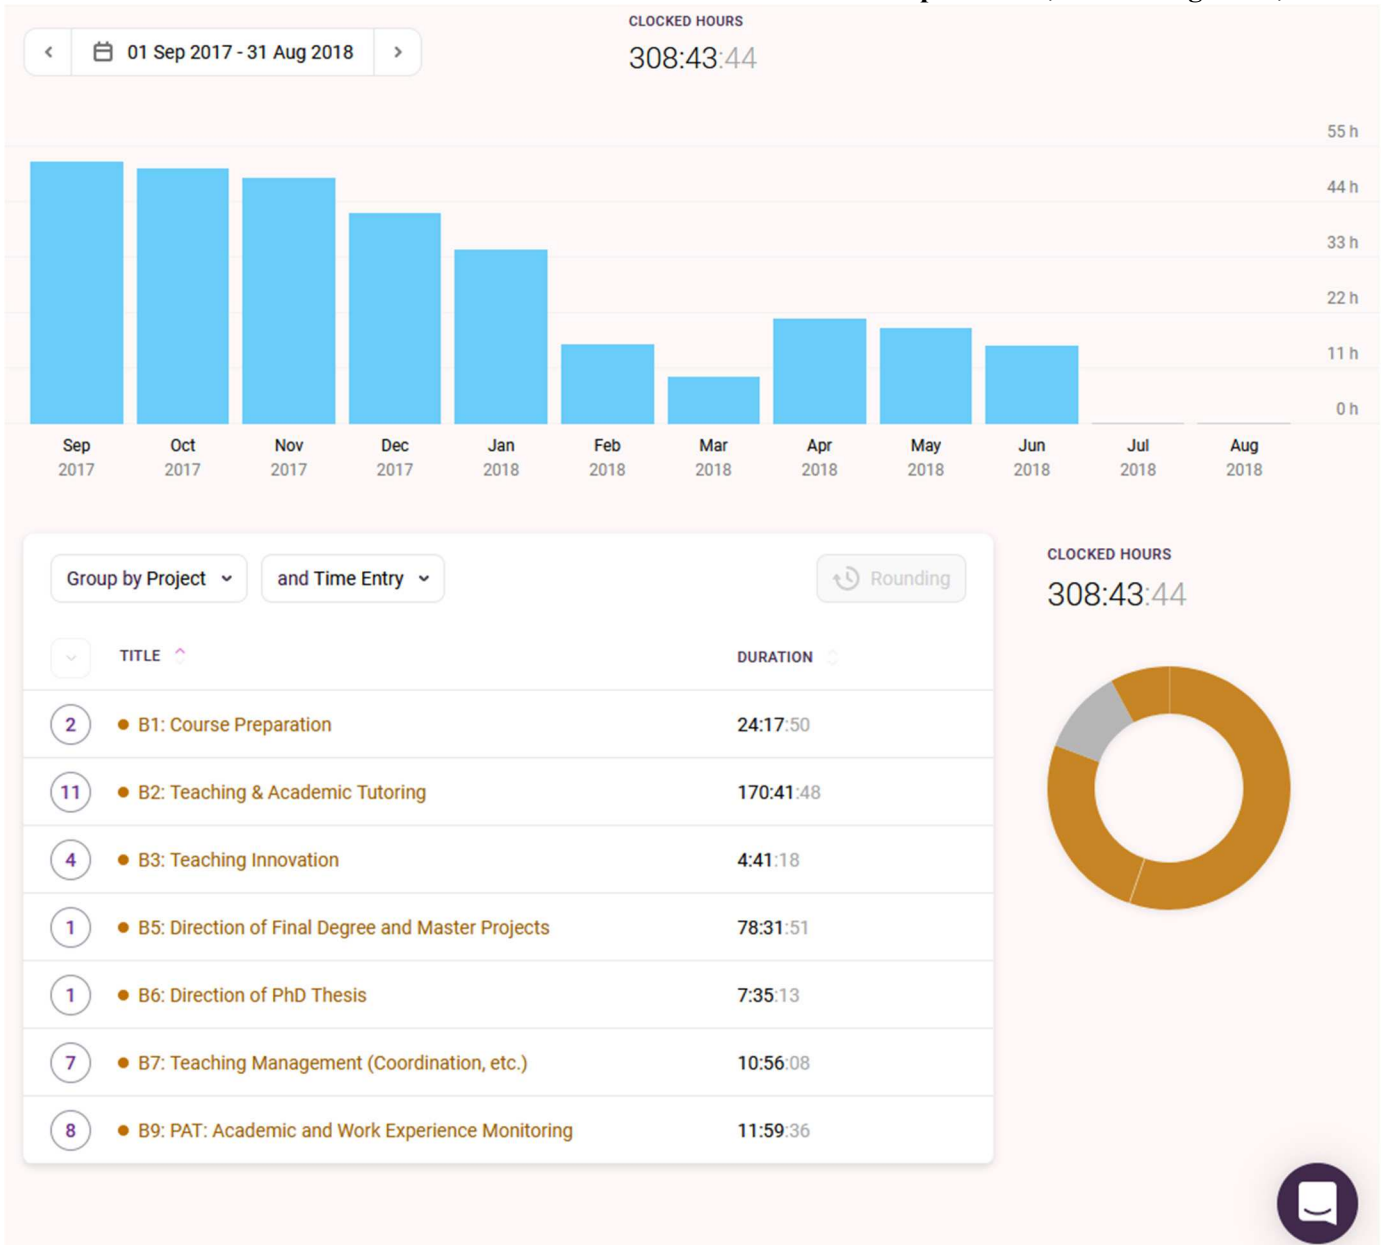 CLOCKED HOURS
01 Sep 2017 - 31 Aug 2018
308:43:44
55 h
44 h
33 h
22 h
11 h
0 h
Sep Oct Nov Dec Jan Feb Mar Apr May Jun Jul Aug
2017 2017 2017 2017 2018 2018 2018 2018 2018 2018 2018 2018
Group by Project and Time Entry Rounding
TITLE DURATION
2 B1: Course Preparation 24:17:50
11 B2: Teaching & Academic Tutoring 170:41:48
4 B3: Teaching Innovation 4:41:18
1 B5: Direction of Final Degree and Master Projects 78:31:51
1 B6: Direction of PhD Thesis 7:35:13
7 B7: Teaching Management (Coordination, etc.) 10:56:08
8 B9: PAT: Academic and Work Experience Monitoring 11:59:36
CLOCKED HOURS
308:43:44